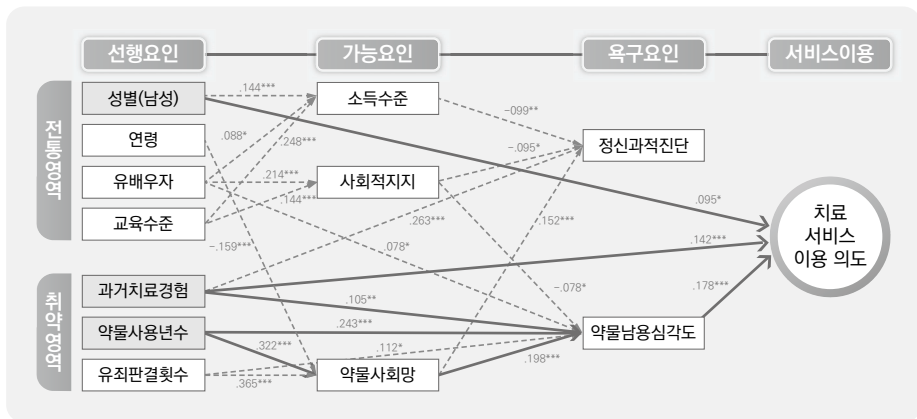 선행요인
가능요인
욕구요인
서비스이용
전통영역
성별(남성)
연령
유배우자
교육수준
취약영역
과거치료경험
약물사용년수
유죄판결횟수
소득수준
사회적지지
약물사회망
정신과적진단
약물남용심각도
치료
서비스
이용 의도
.144***
.088*
.248***
.214***
.144***
-.159***
-099**
-.095*
.263***
.152***
.078*
-.078*
.095*
.142***
.105**
.243***
.322***
.112*
.365***
.198***
.178***